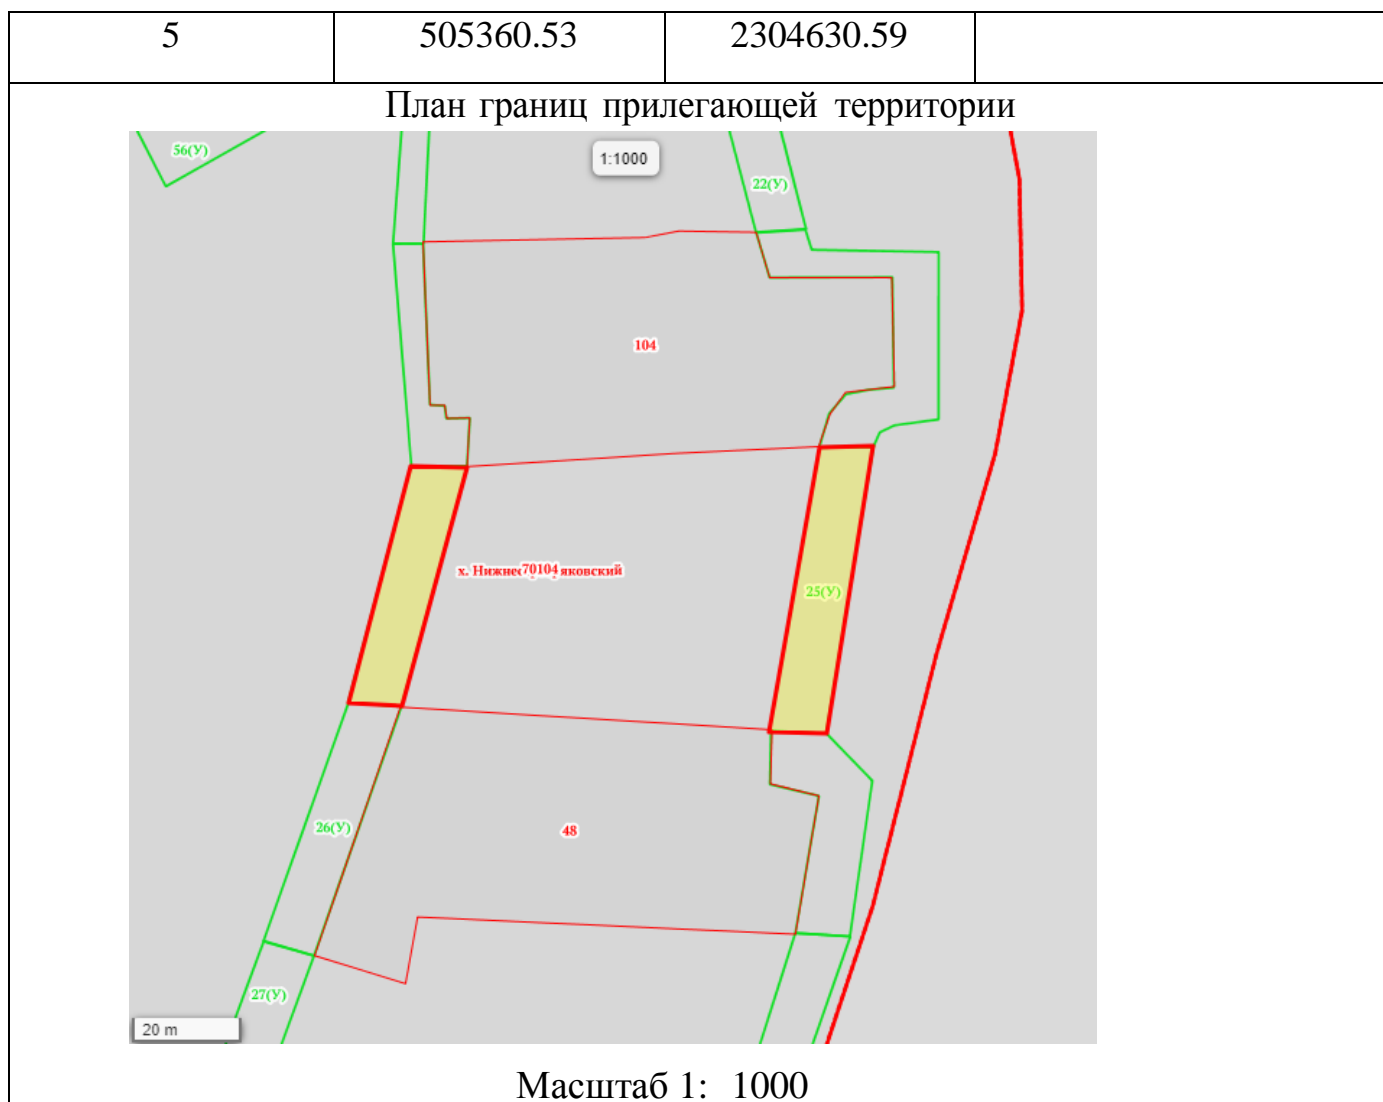 5 505360.53 2304630.59
План границ прилегающей территории
56(У)
1:1000
22(У)
104
х. Нижнес 70104 яковский
25(У)
26(У)
48
27(У)
20 m
Масштаб 1: 1000